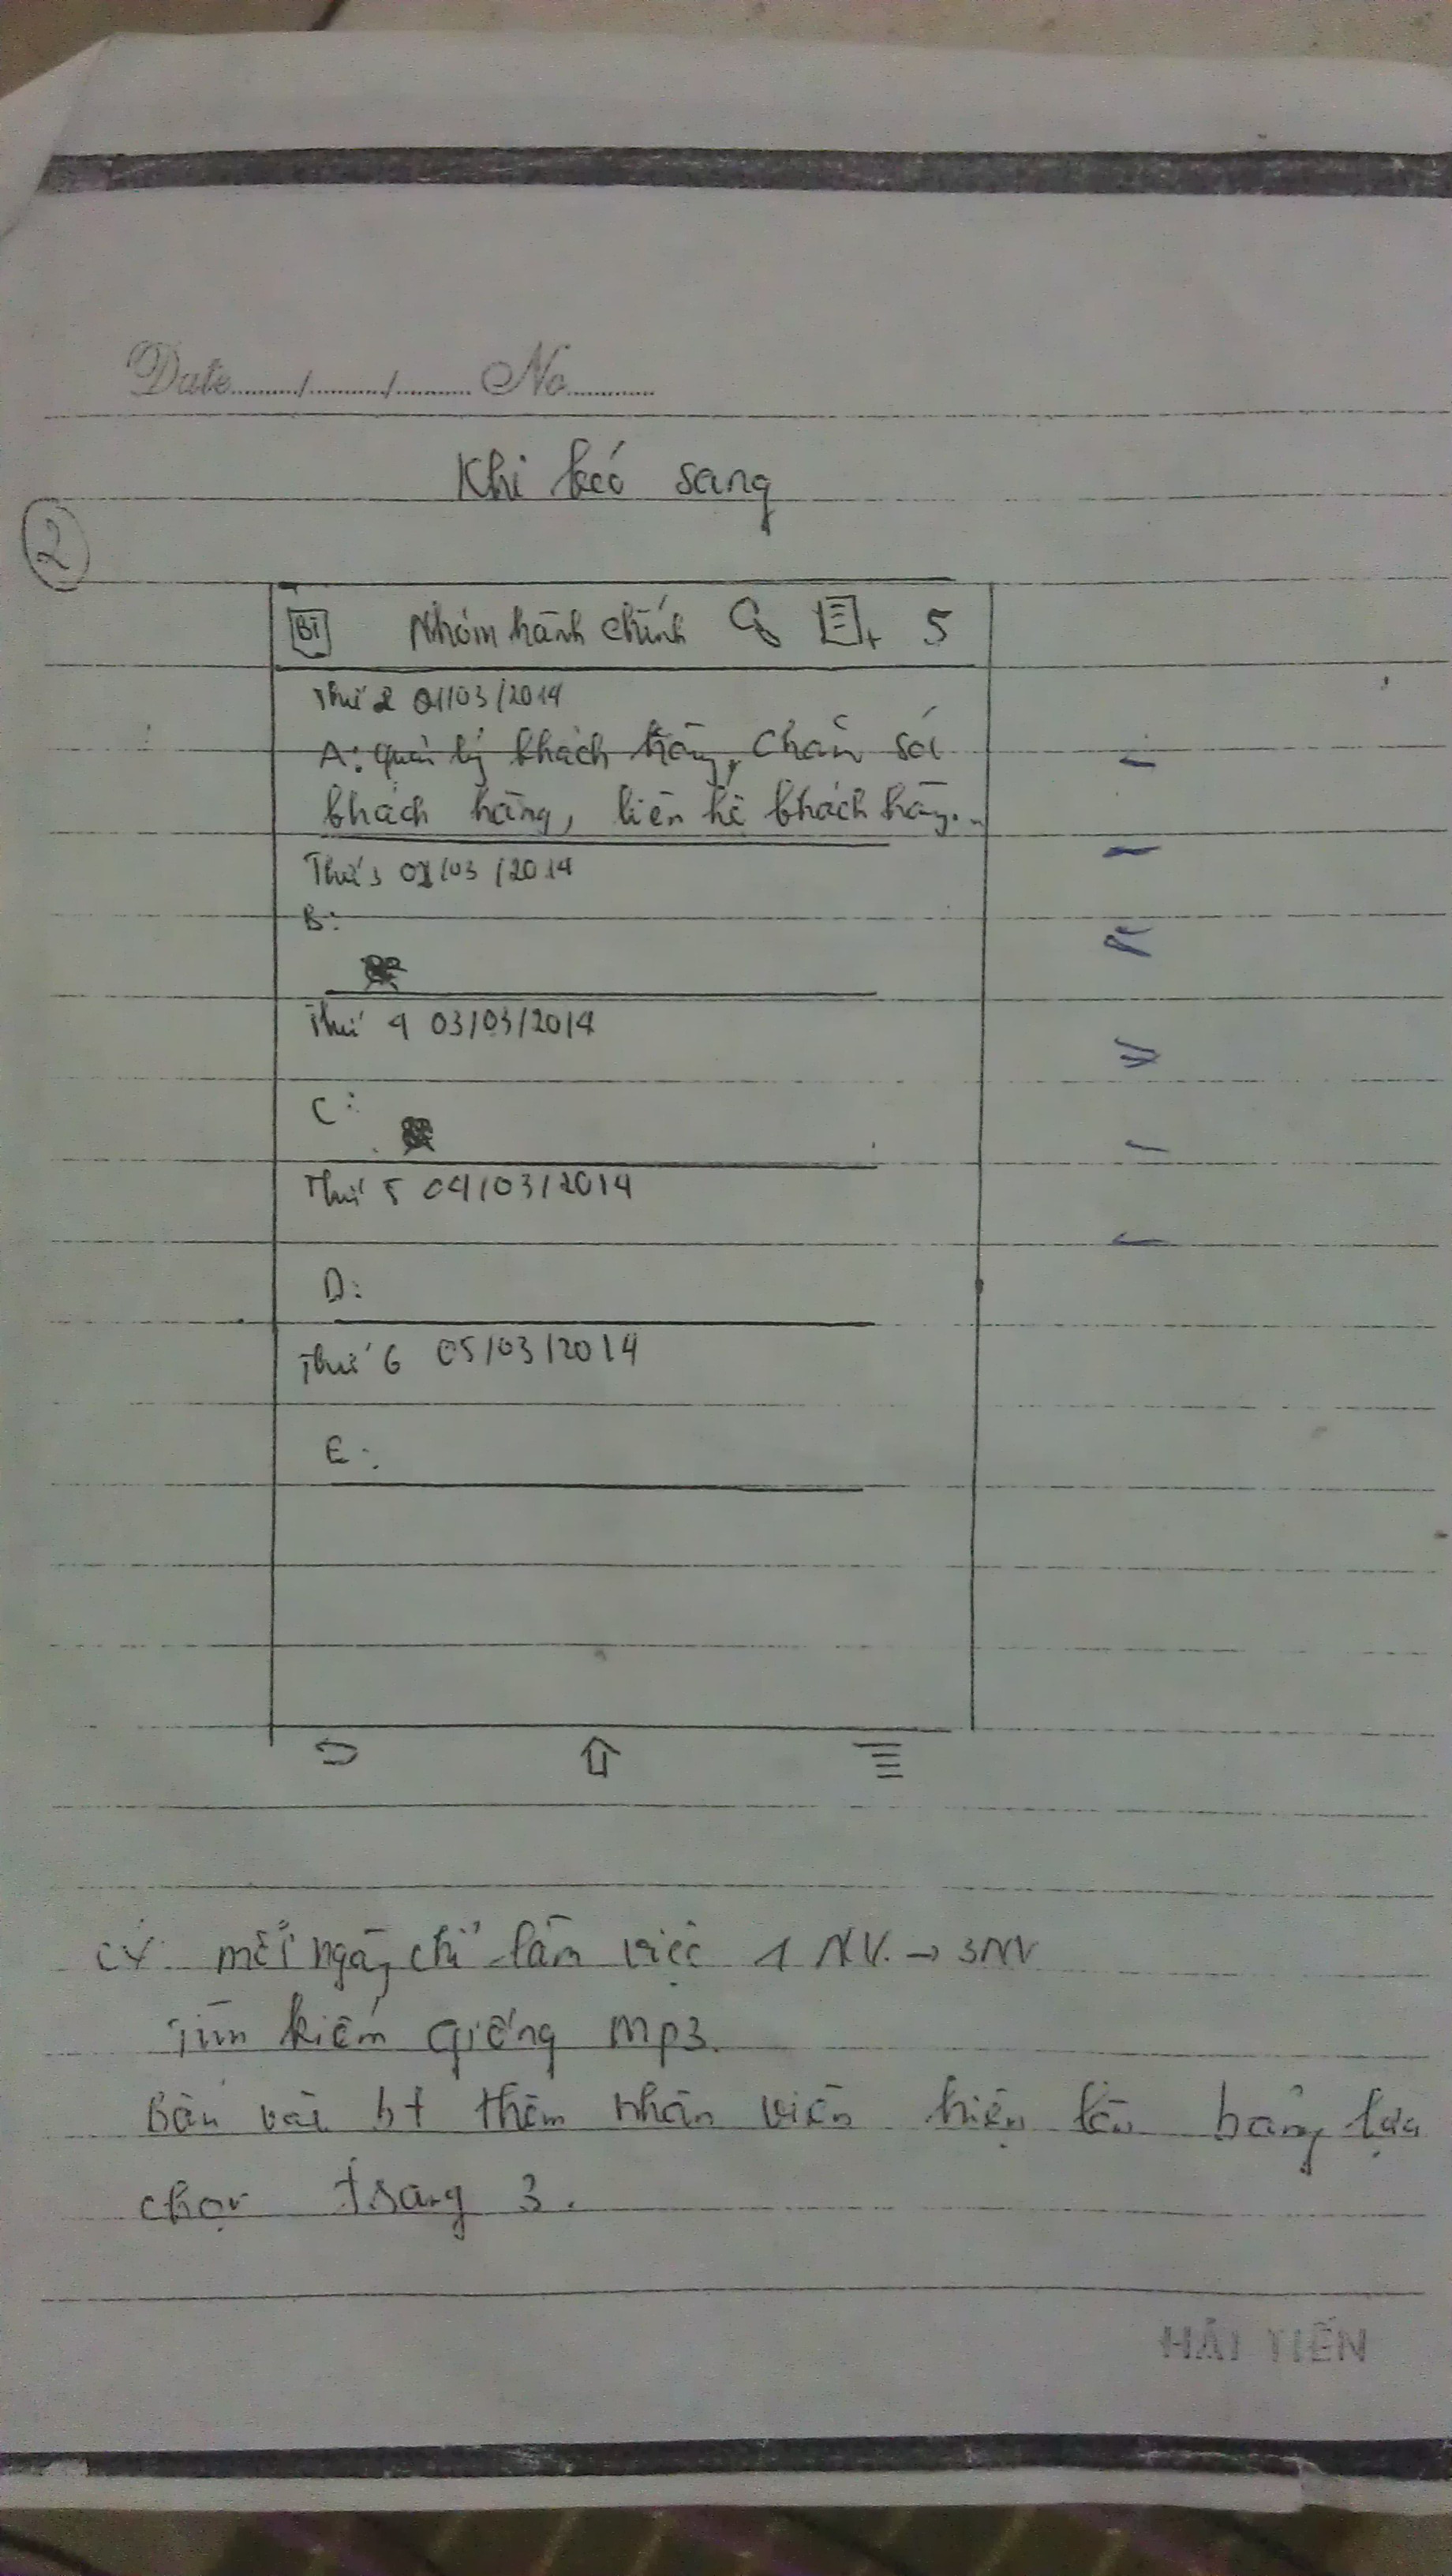 Date......../......../........ No.........
Khi kéo sang
2
BT Nhóm hành chính 5
Thứ 2 01/03/2014
A: quản lý khách hàng, chăm sóc
khách hàng, liên hệ khách hàng...
Thứ 3 02/03/2014
B:
Thứ 4 03/03/2014
C:
Thứ 5 04/03/2014
D:
Thứ 6 05/03/2014
E:
mỗi ngày chỉ làm việc 1 NV. → 3NV
Tìm kiếm giống mp3.
Bấm vài bt thêm nhân viên hiện lên bảng lựa
chọn trang 3.
HẢI TIẾN